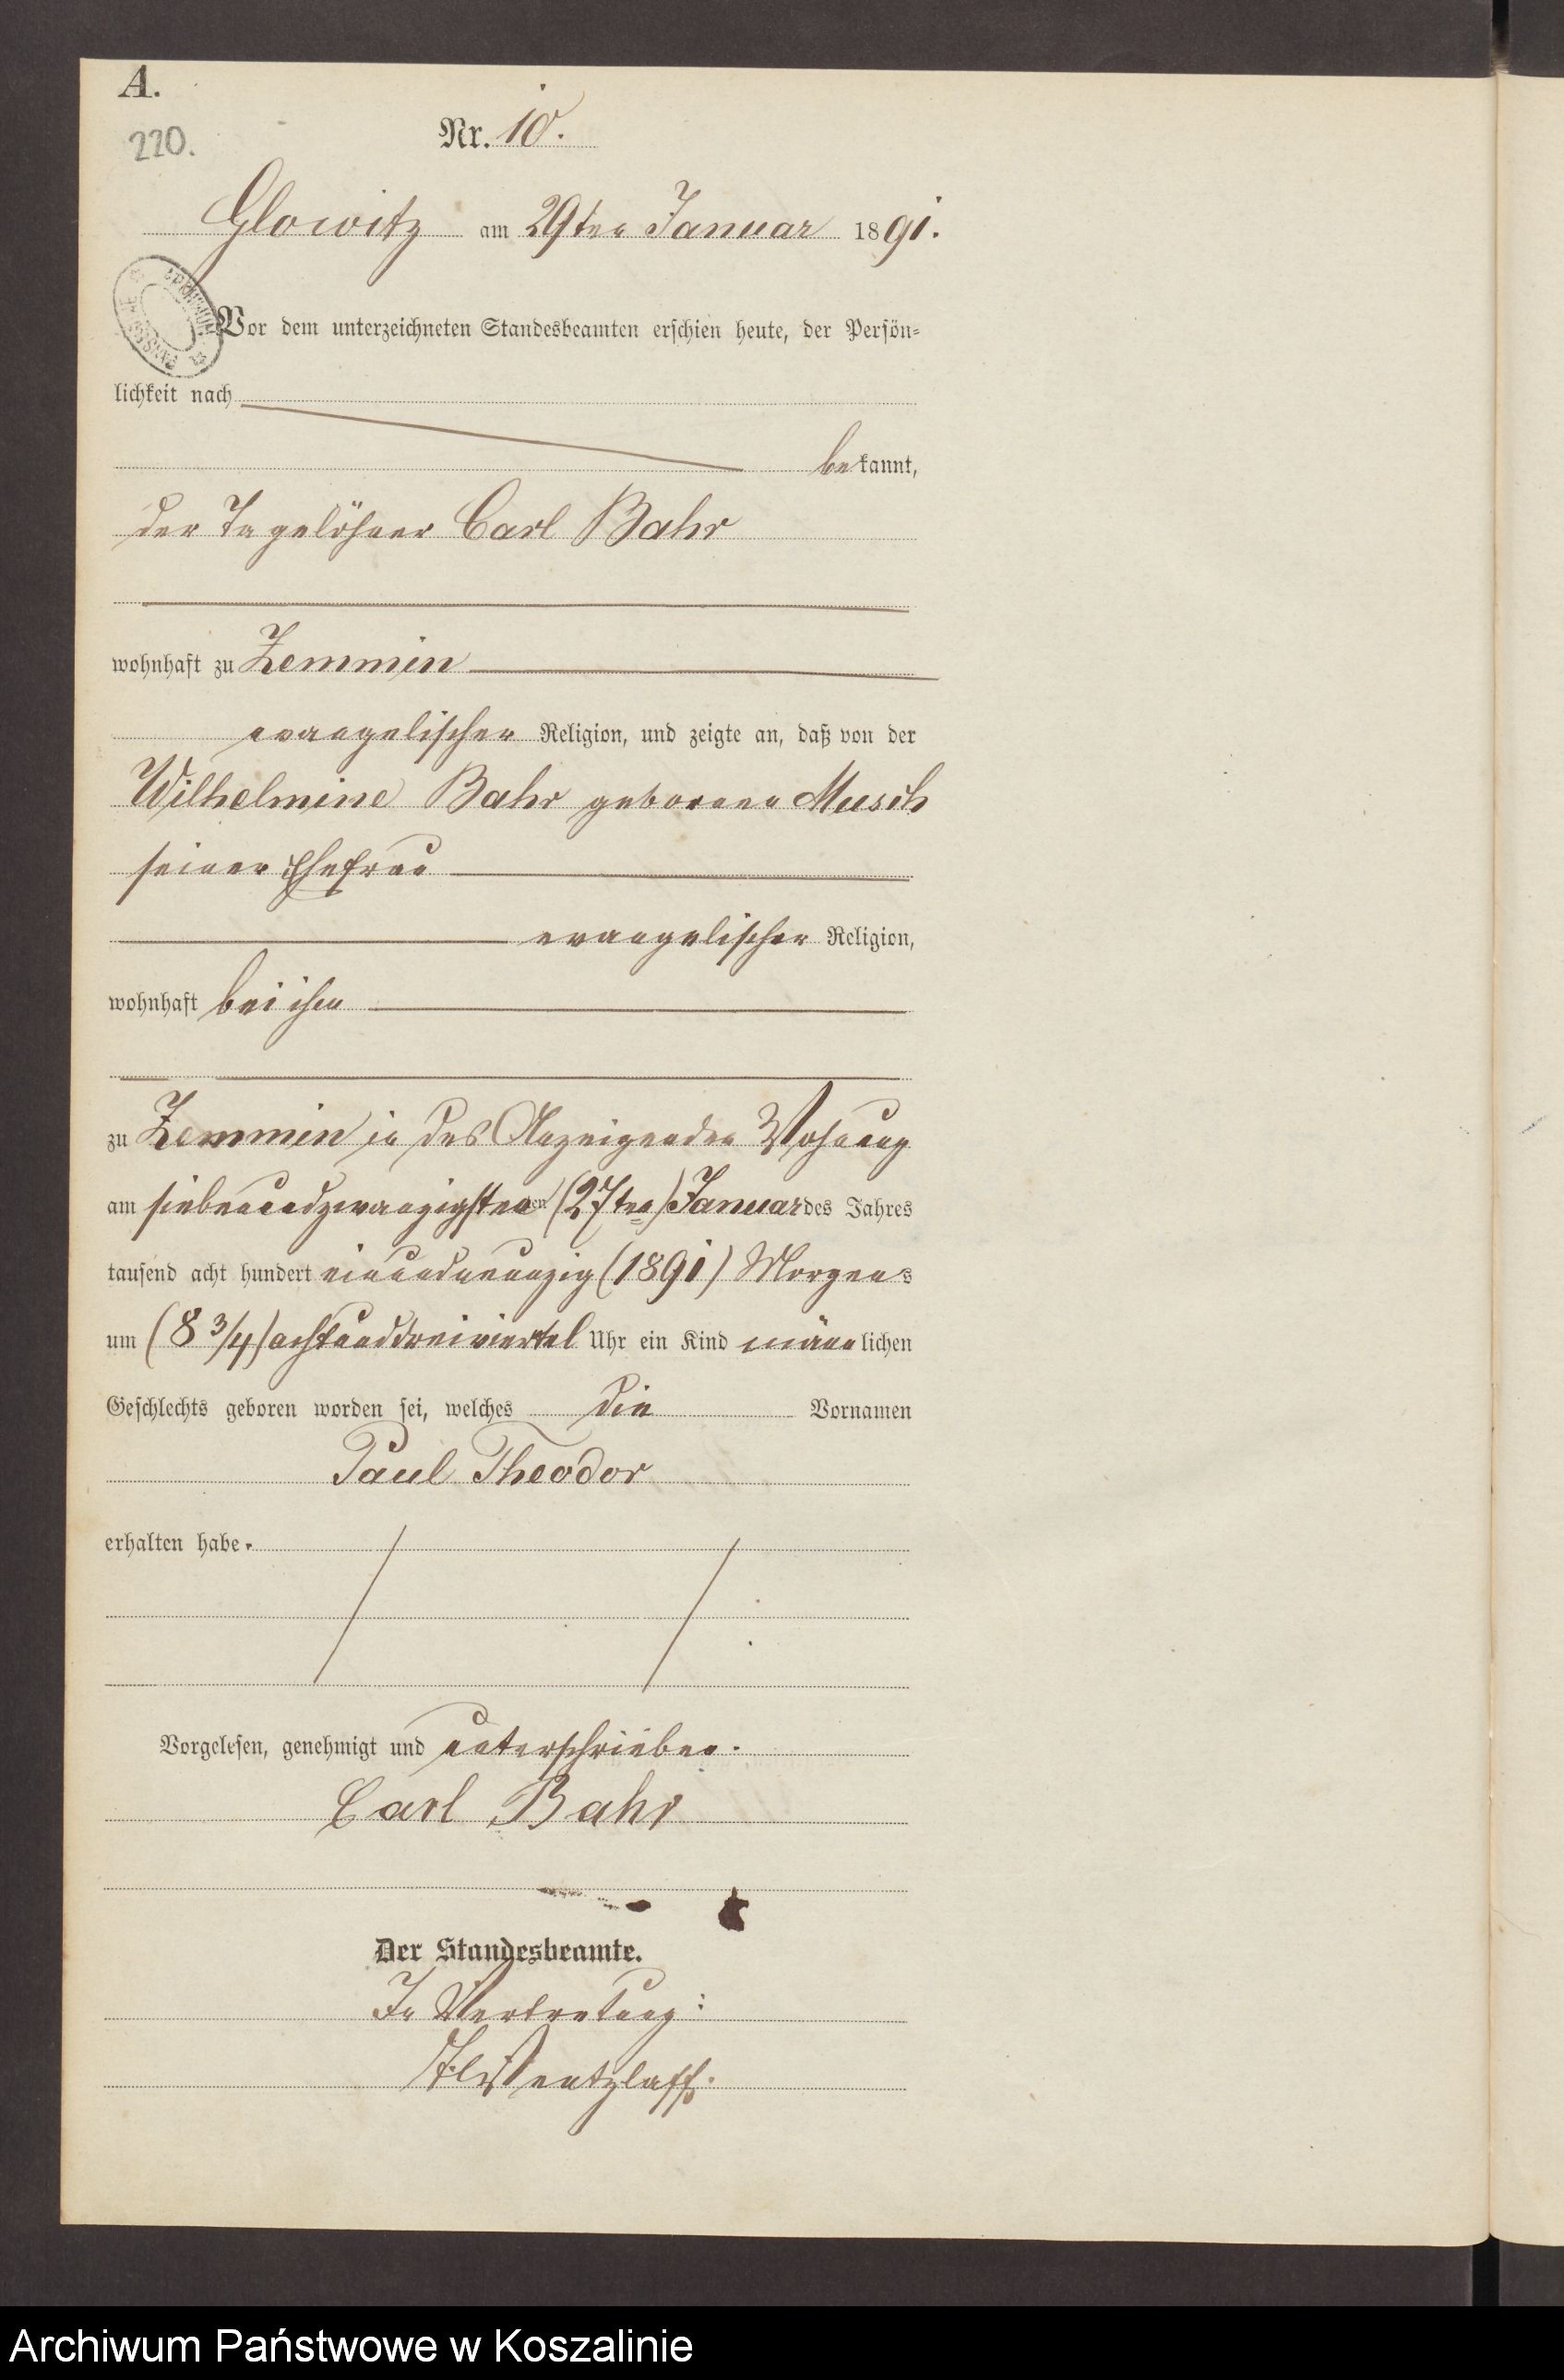 A.
220.
Nr. 10.
Glowitz am 29ten Januar 1891.
Vor dem unterzeichneten Standesbeamten erschien heute, der Persön=
lichkeit nach
bekannt,
der Tagelöhner Carl Bahr
wohnhaft zu Zemmin
evangelischer Religion, und zeigte an, daß von der
Wilhelmine Bahr geborene Musch
seiner Ehefrau
evangelischer Religion,
wohnhaft bei ihm
zu Zemmin in des Anzeigenden Wohnung
am siebenundzwanzigsten (27ten) Januar des Jahres
tausend acht hundert einundneunzig (1891) Morgens
um (8 3/4) achtunddreiviertel Uhr ein Kind männlichen
Geschlechts geboren worden sei, welches die Vornamen
Paul Theodor
erhalten habe.
Vorgelesen, genehmigt und unterschrieben.
Carl Bahr
Der Standesbeamte.
In Vertretung:
Wentzlaff.
Archiwum Państwowe w Koszalinie